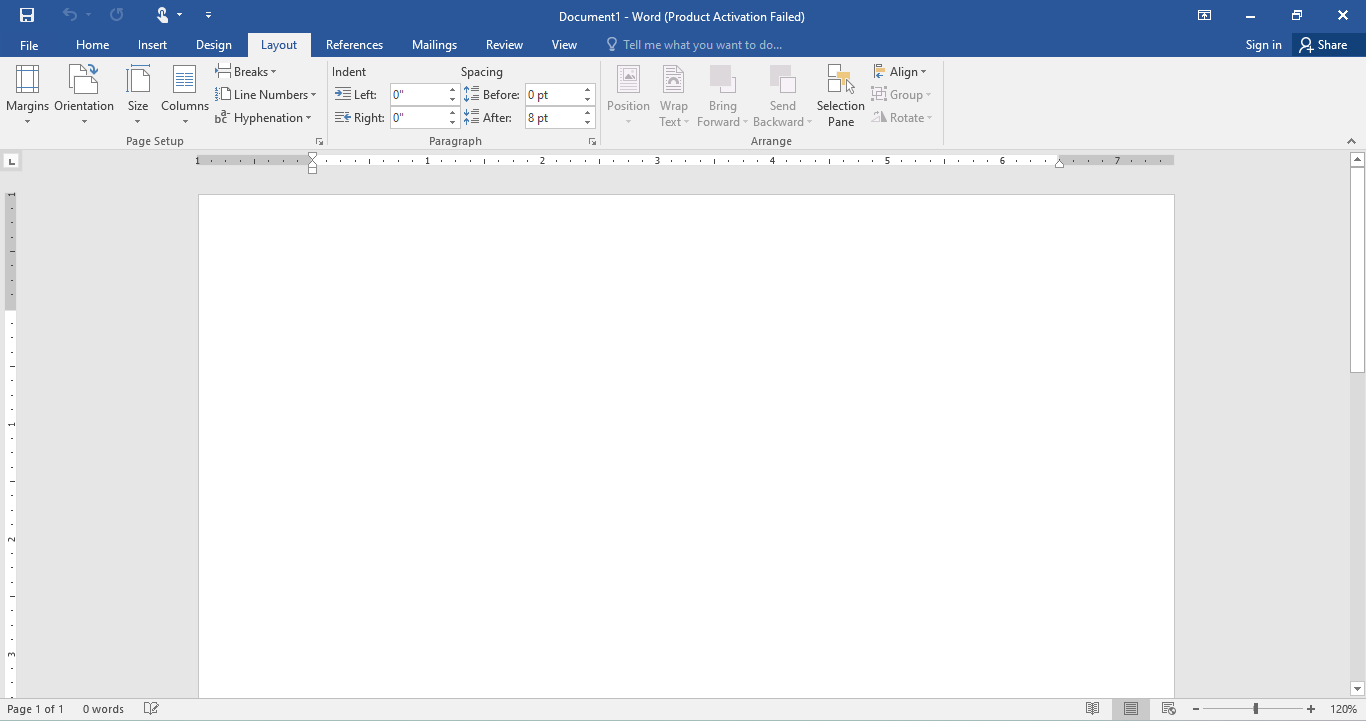 Document1 - Word (Product Activation Failed)
File Home Insert Design Layout References Mailings Review View Tell me what you want to do... Sign in Share
Margins Orientation Size Columns
Breaks
Line Numbers
Hyphenation
Page Setup
Indent Spacing
Left: 0" Before: 0 pt
Right: 0" After: 8 pt
Paragraph
Position
Wrap Text
Bring Forward
Send Backward
Selection Pane
Align
Group
Rotate
Arrange
L
1 1 2 3 4 5 6 7
1
1
2
3
Page 1 of 1 0 words 120%